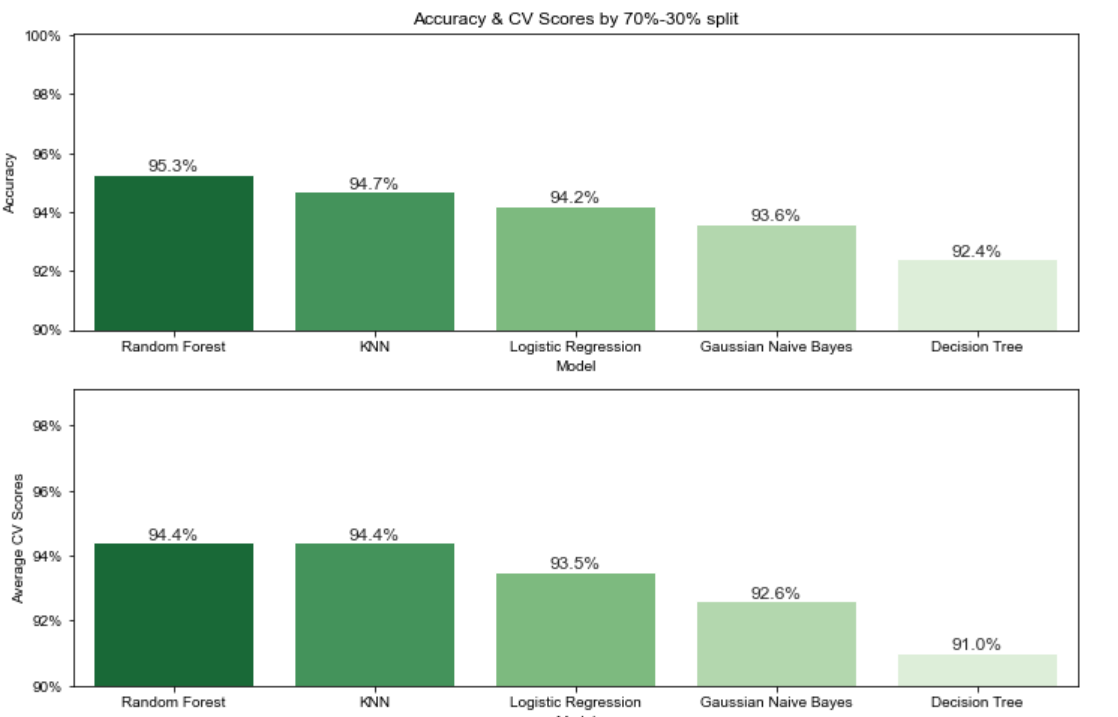 Accuracy & CV Scores by 70%-30% split
100%
98%
96%
94%
92%
90%
Accuracy
95.3%
94.7%
94.2%
93.6%
92.4%
Random Forest
KNN
Logistic Regression
Gaussian Naive Bayes
Decision Tree
Model
98%
96%
94%
92%
90%
Average CV Scores
94.4%
94.4%
93.5%
92.6%
91.0%
Random Forest
KNN
Logistic Regression
Gaussian Naive Bayes
Decision Tree